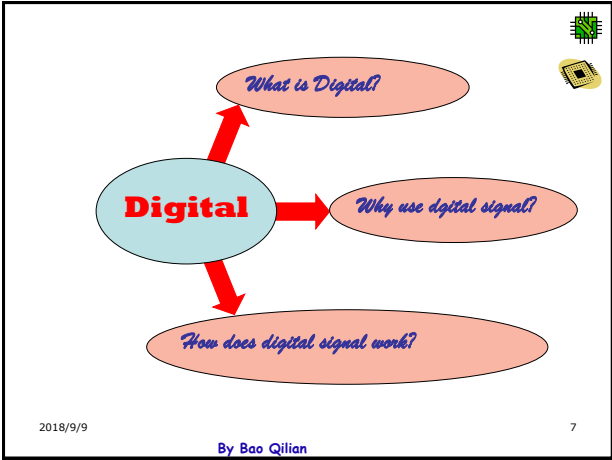 What is Digital?
Digital
Why use dgital signal?
How does digital signal work?
2018/9/9
7
By Bao Qilian